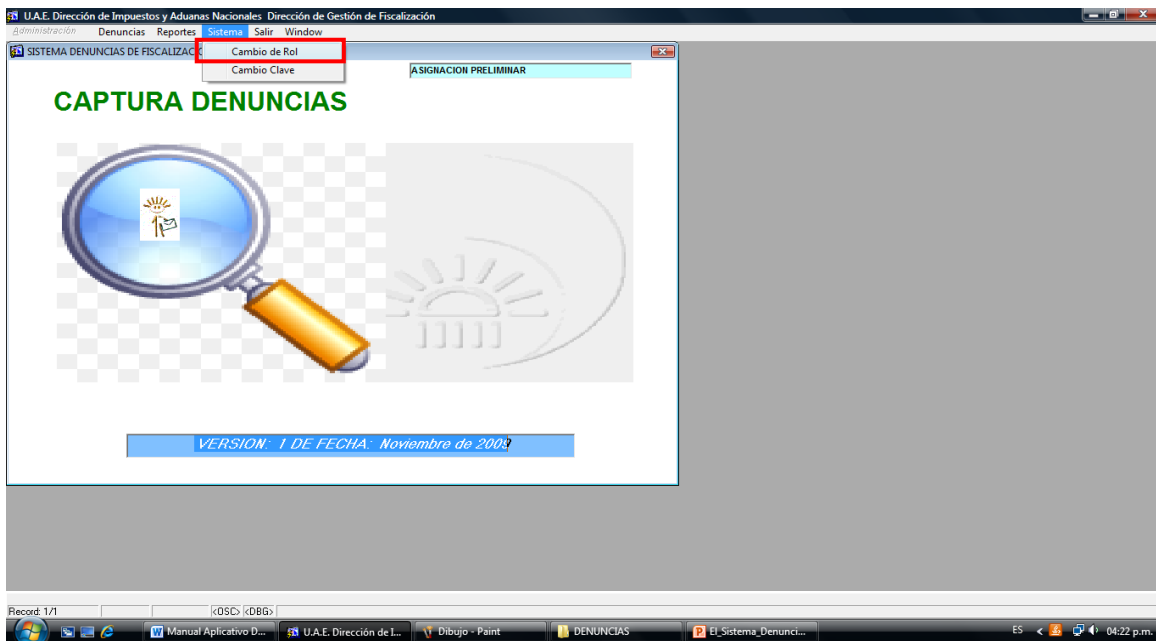 U.A.E. Dirección de Impuestos y Aduanas Nacionales Dirección de Gestión de Fiscalización
Administración Denuncias Reportes Sistema Salir Window
SISTEMA DENUNCIAS DE FISCALIZACIO
Cambio de Rol
Cambio Clave
ASIGNACION PRELIMINAR
CAPTURA DENUNCIAS
VERSION: 1 DE FECHA: Noviembre de 2009
Record: 1/1 <OSC> <DBG>
Manual Aplicativo D... U.A.E. Dirección de I... Dibujo - Paint DENUNCIAS El_Sistema_Denunci... ES 04:22 p.m.